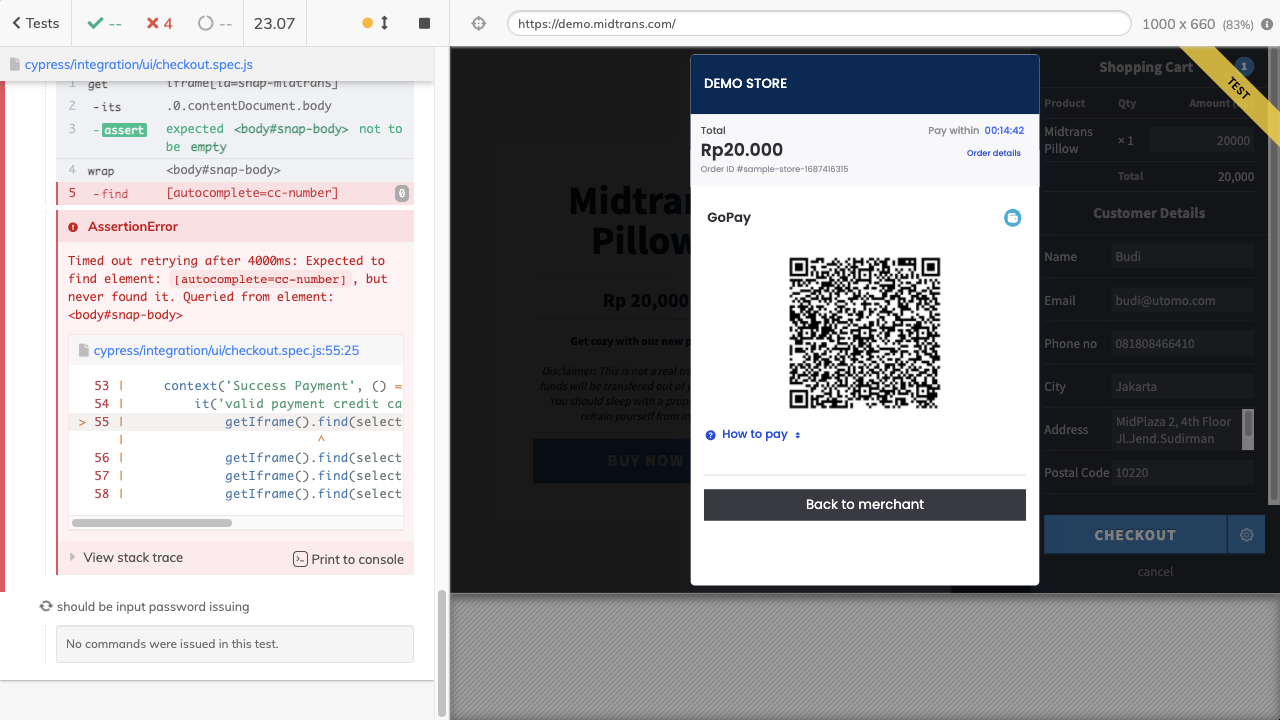 Tests
--
4
--
23.07
https://demo.midtrans.com/
1000 x 660 (83%)
cypress/integration/ui/checkout.spec.js
1 get iframe[id=snap-midtrans]
2 -its .0.contentDocument.body
3 -assert expected <body#snap-body> not to
be empty
4 wrap <body#snap-body>
5 -find [autocomplete=cc-number] 0
AssertionError
Timed out retrying after 4000ms: Expected to
find element: [autocomplete=cc-number], but
never found it. Queried from element:
<body#snap-body>
cypress/integration/ui/checkout.spec.js:55:25
53 | context('Success Payment', () =
54 | it('valid payment credit ca
> 55 | getIframe().find(select
| ^
56 | getIframe().find(select
57 | getIframe().find(select
58 | getIframe().find(select
View stack trace
Print to console
should be input password issuing
No commands were issued in this test.
Midtran
Pillow
Rp 20,000
Get cozy with our new p
Disclaimer: This is not a real tra
funds will be transfered out of y
You should sleep with a prop
refrain yourself from in
BUY NOW
DEMO STORE
Total
Pay within 00:14:42
Rp20.000
Order details
Order ID #sample-store-1687416315
GoPay
How to pay
Back to merchant
Shopping Cart 1
TEST
Product Qty Amount
Midtrans
Pillow
× 1 20000
Total 20,000
Customer Details
Name Budi
Email budi@utomo.com
Phone no 081808466410
City Jakarta
Address MidPlaza 2, 4th Floor
Jl.Jend.Sudirman
Postal Code 10220
CHECKOUT
cancel